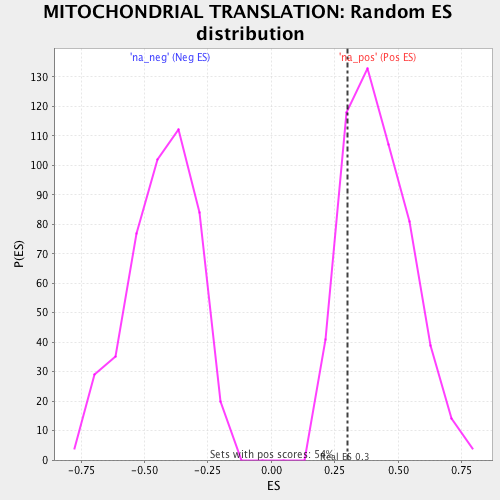 MITOCHONDRIAL TRANSLATION: Random ES
distribution
'na_neg' (Neg ES)
'na_pos' (Pos ES)
P(ES)
130
120
110
100
90
80
70
60
50
40
30
20
10
0
Sets with pos scores: 54%
Real ES 0.3
-0.75
-0.50
-0.25
0.00
0.25
0.50
0.75
ES